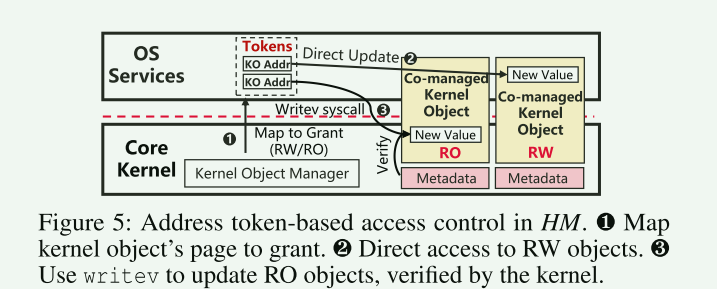 OS
Services
Tokens
KO Addr
KO Addr
Direct Update ❷
Co-managed
Kernel
Object
New Value
RO
Metadata
New Value
Co-managed
Kernel
Object
RW
Metadata
Writev syscall ❸
Verify
Core
Kernel
❶ Map to Grant
(RW/RO)
Kernel Object Manager
Figure 5: Address token-based access control in HM. ❶ Map
kernel object's page to grant. ❷ Direct access to RW objects. ❸
Use writev to update RO objects, verified by the kernel.